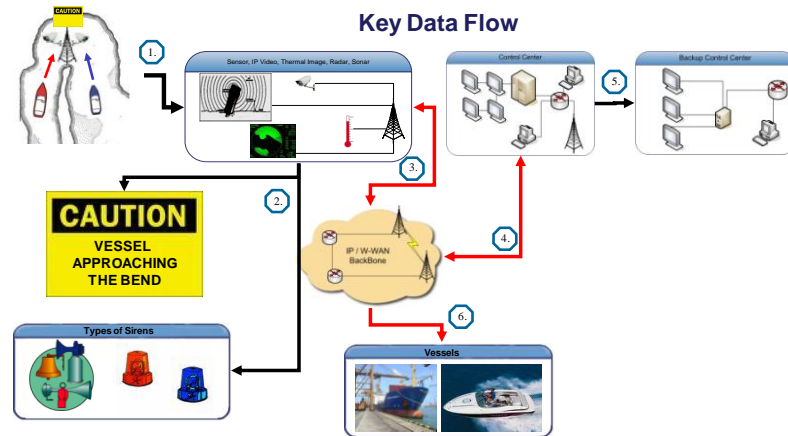 Key Data Flow
CAUTION
1.
Sensor, IP Video, Thermal Image, Radar, Sonar
Control Center
5.
Backup Control Center
3.
2.
CAUTION
VESSEL
APPROACHING
THE BEND
4.
IP / W-WAN
BackBone
6.
Types of Sirens
Vessels